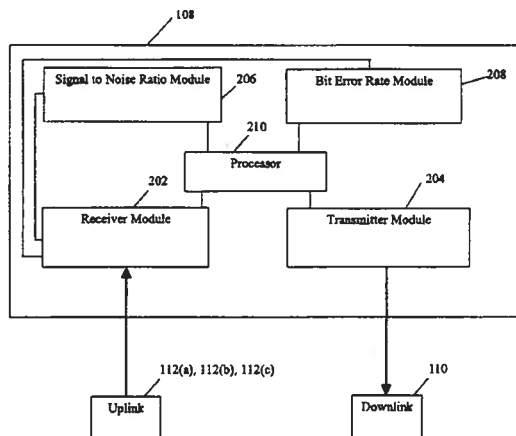 108
Signal to Noise Ratio Module
206
Bit Error Rate Module
208
210
Processor
202
Receiver Module
204
Transmitter Module
112(a), 112(b), 112(c)
Uplink
110
Downlink